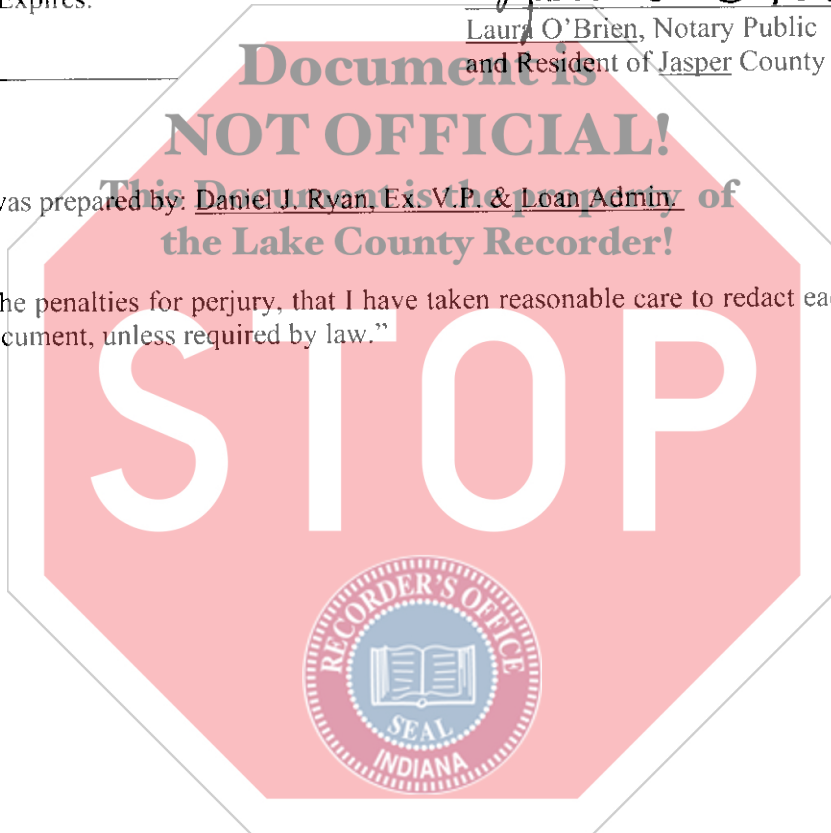 Expires:
Laura O'Brien, Notary Public
and Resident of Jasper County
Document is
NOT OFFICIAL!
was prepared by: Daniel J. Ryan, Ex. V.P. & Loan Admin.
This Document is the property of
the Lake County Recorder!
he penalties for perjury, that I have taken reasonable care to redact ea
cument, unless required by law."
STOP
RECORDER'S OFFICE
SEAL
INDIANA